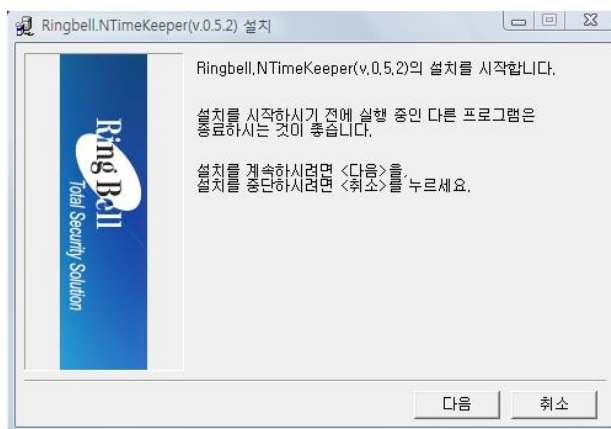 Ringbell.NTimeKeeper(v.0.5.2) 설치
Ringbell.NTimeKeeper(v.0.5.2)의 설치를 시작합니다.
설치를 시작하시기 전에 실행 중인 다른 프로그램은
종료하시는 것이 좋습니다.
설치를 계속하시려면 <다음>을,
설치를 중단하시려면 <취소>를 누르세요.
Ring Bell
Total Security Solution
다음
취소